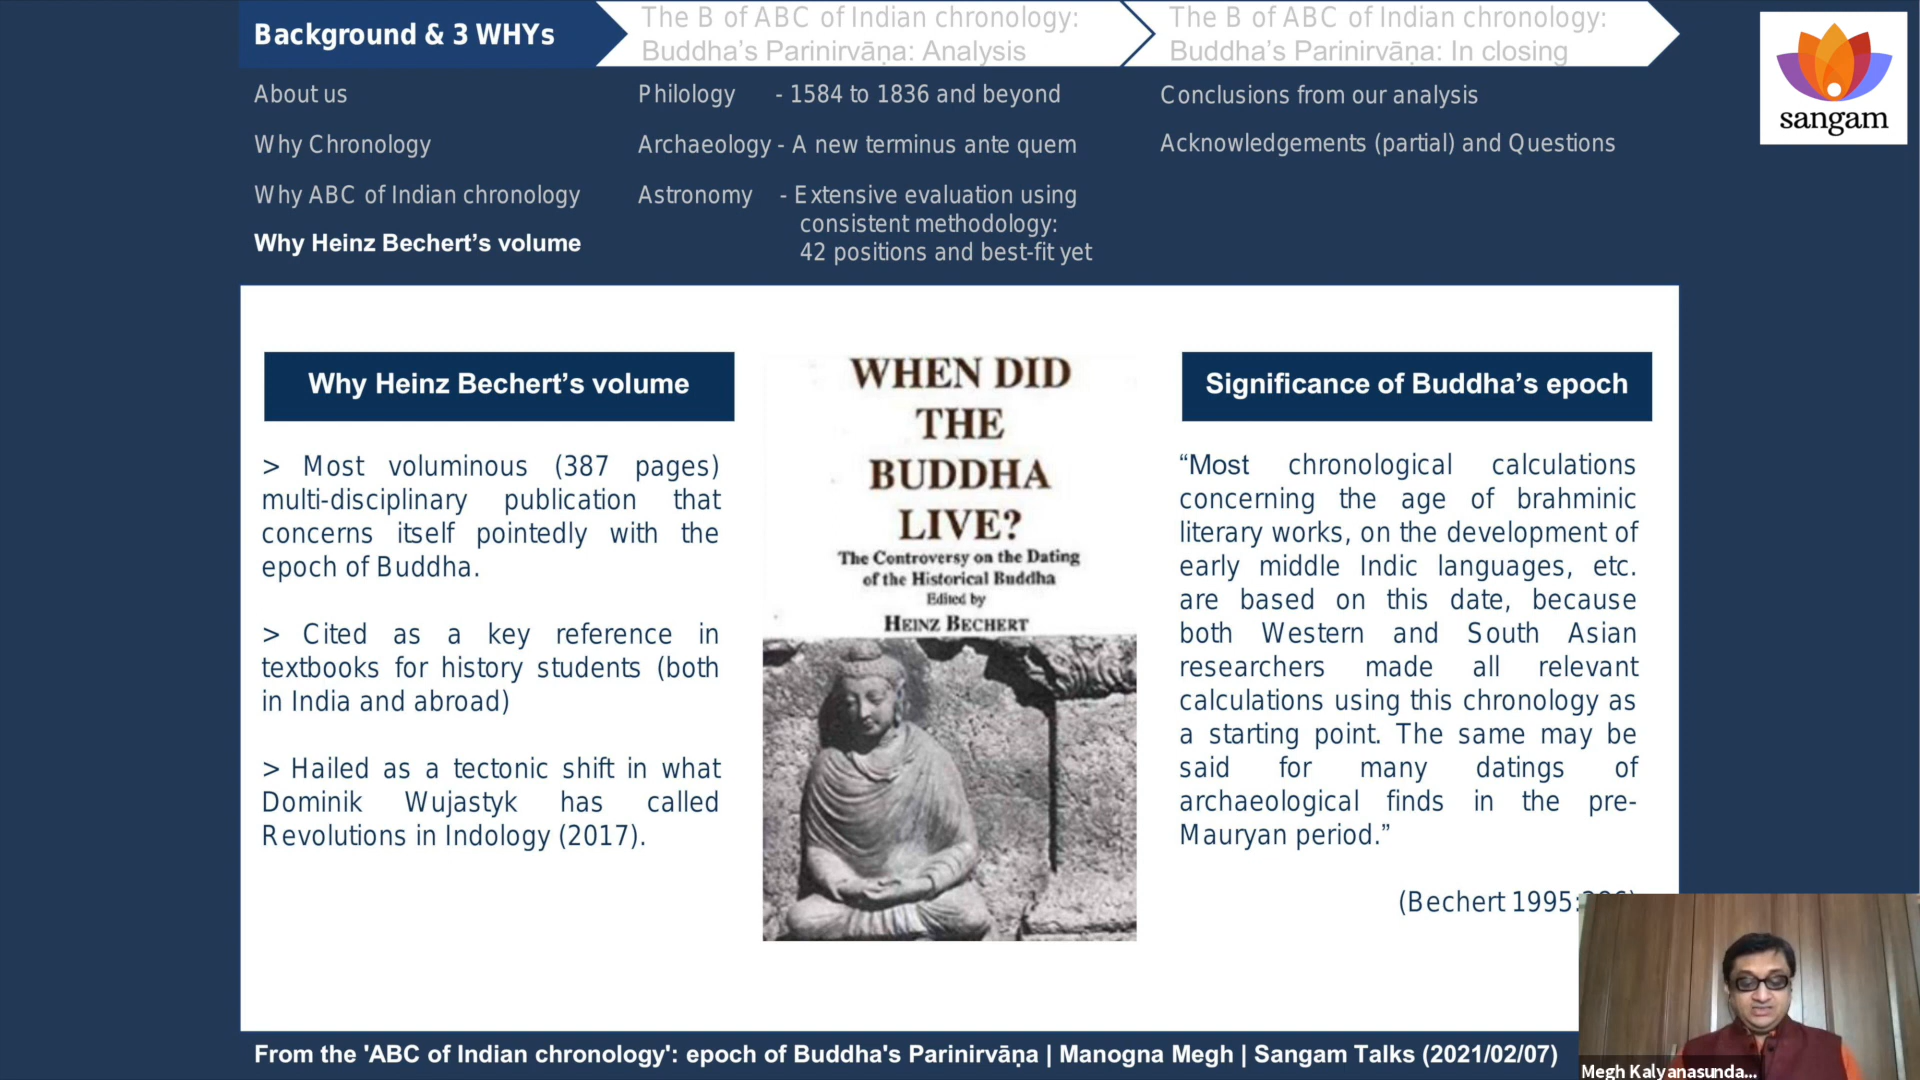 Background & 3 WHYs
The B of ABC of Indian chronology:
Buddha's Parinirvāṇa: Analysis
The B of ABC of Indian chronology:
Buddha's Parinirvāṇa: In closing
sangam
About us
Why Chronology
Why ABC of Indian chronology
Why Heinz Bechert's volume
Philology - 1584 to 1836 and beyond
Archaeology - A new terminus ante quem
Astronomy - Extensive evaluation using
consistent methodology:
42 positions and best-fit yet
Conclusions from our analysis
Acknowledgements (partial) and Questions
Why Heinz Bechert's volume
> Most voluminous (387 pages)
multi-disciplinary publication that
concerns itself pointedly with the
epoch of Buddha.
> Cited as a key reference in
textbooks for history students (both
in India and abroad)
> Hailed as a tectonic shift in what
Dominik Wujastyk has called
Revolutions in Indology (2017).
WHEN DID
THE
BUDDHA
LIVE?
The Controversy on the Dating
of the Historical Buddha
Edited by
HEINZ BECHERT
Significance of Buddha's epoch
“Most chronological calculations
concerning the age of brahminic
literary works, on the development of
early middle Indic languages, etc.
are based on this date, because
both Western and South Asian
researchers made all relevant
calculations using this chronology as
a starting point. The same may be
said for many datings of
archaeological finds in the pre-
Mauryan period.”
(Bechert 1995:
From the 'ABC of Indian chronology': epoch of Buddha's Parinirvāṇa | Manogna Megh | Sangam Talks (2021/02/07)
Megh Kalyanasunda...